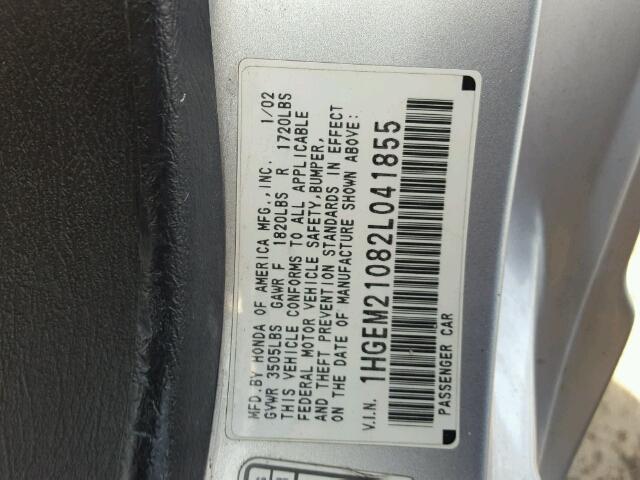 MFD.BY HONDA OF AMERICA MFG.,INC. 1/02
GVWR 3505LBS GAWR F 1820LBS R 1720LBS
THIS VEHICLE CONFORMS TO ALL APPLICABLE
FEDERAL MOTOR VEHICLE SAFETY,BUMPER,
AND THEFT PREVENTION STANDARDS IN EFFECT
ON THE DATE OF MANUFACTURE SHOWN ABOVE:
V.I.N. 1HGEM21082L041855
PASSENGER CAR